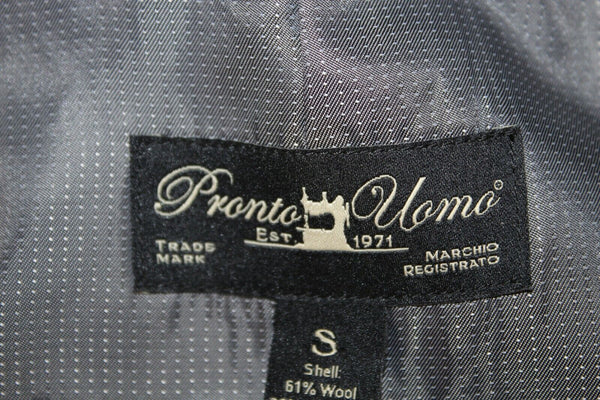 Pronto Uomo®
EST. 1971
TRADE
MARK
MARCHIO
REGISTRATO
S
Shell:
61% Wool